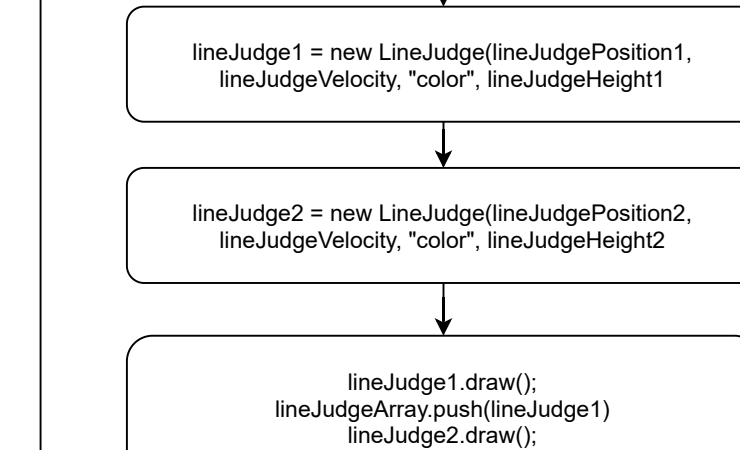 lineJudge1 = new LineJudge(lineJudgePosition1,
lineJudgeVelocity, "color", lineJudgeHeight1
lineJudge2 = new LineJudge(lineJudgePosition2,
lineJudgeVelocity, "color", lineJudgeHeight2
lineJudge1.draw();
lineJudgeArray.push(lineJudge1)
lineJudge2.draw();